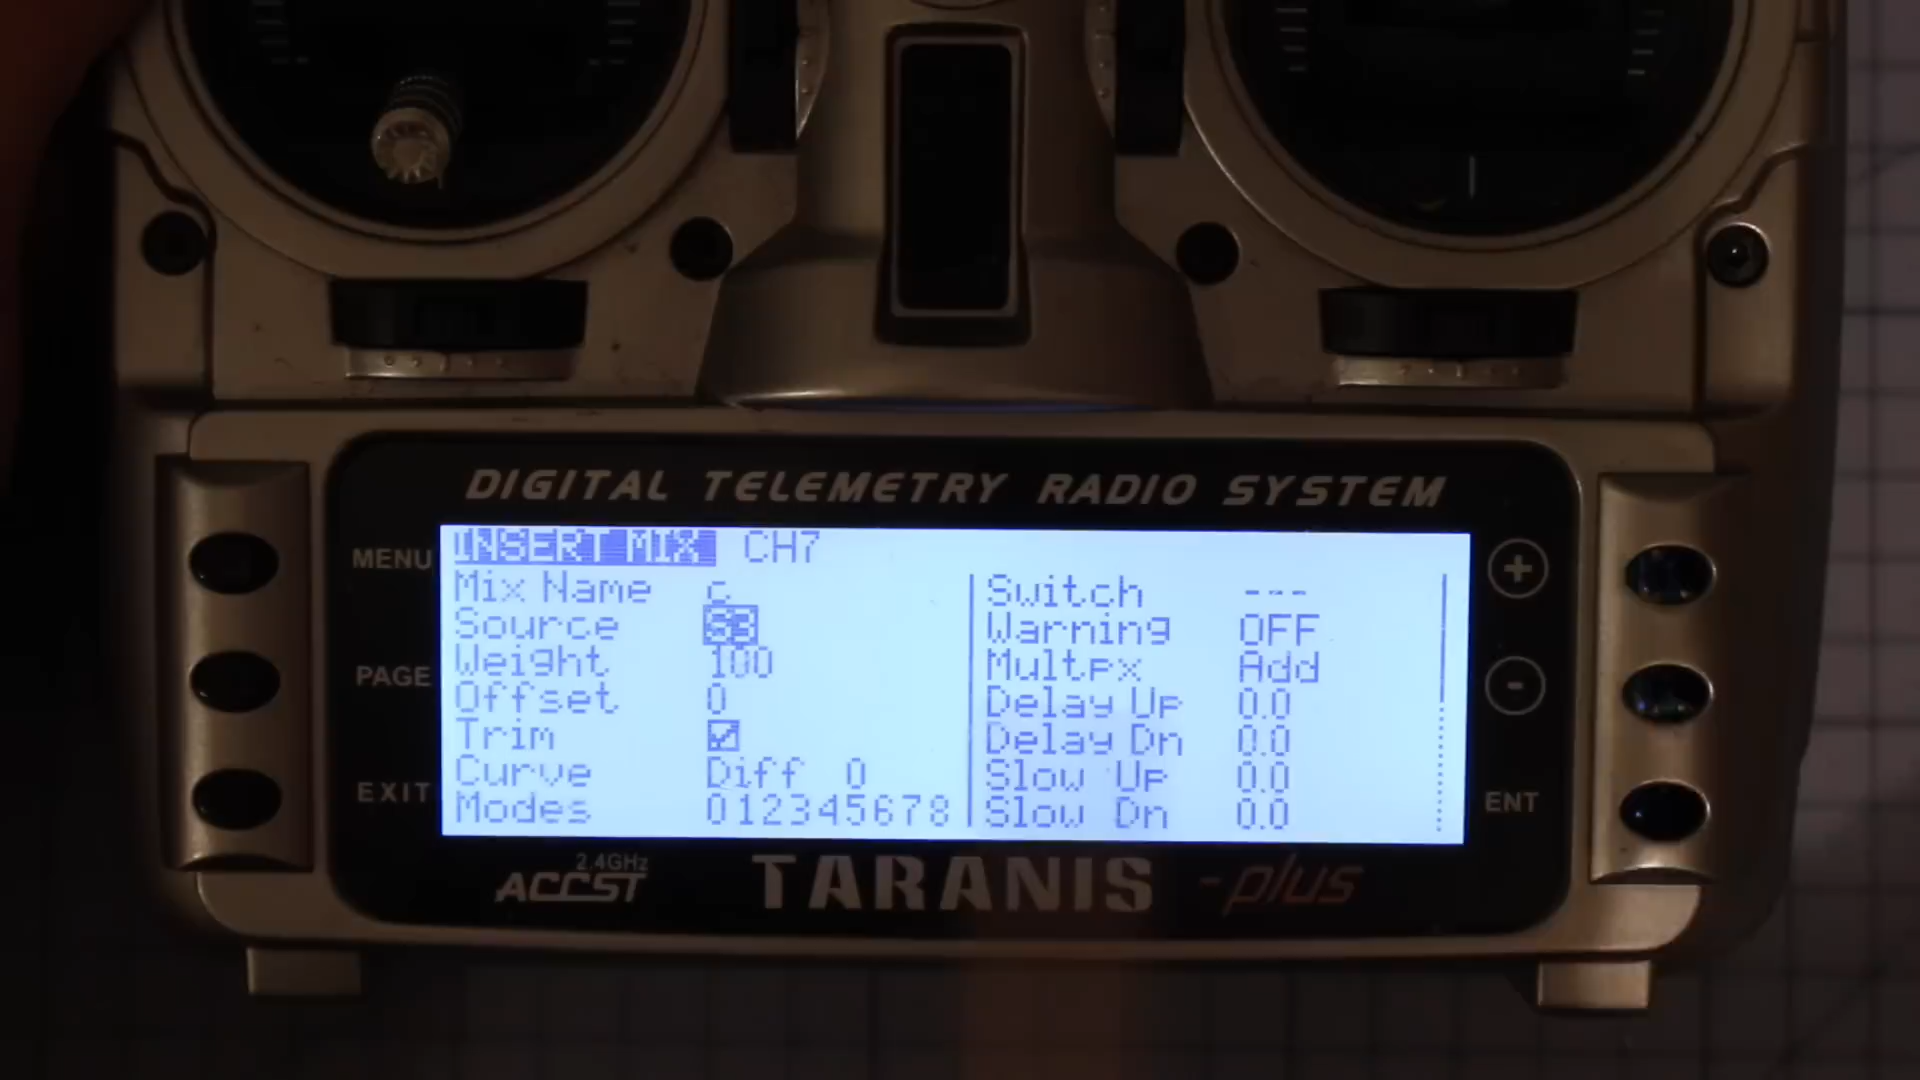 DIGITAL TELEMETRY RADIO SYSTEM
INSERT MIX CH7
Mix Name c
Source S3
Weight 100
Offset 0
Trim
Curve Diff 0
Modes 012345678
Switch ---
Warning OFF
Multpx Add
Delay Up 0.0
Delay Dn 0.0
Slow Up 0.0
Slow Dn 0.0
MENU
PAGE
EXIT
+
-
ENT
2.4GHz
ACCST
TARANIS -plus